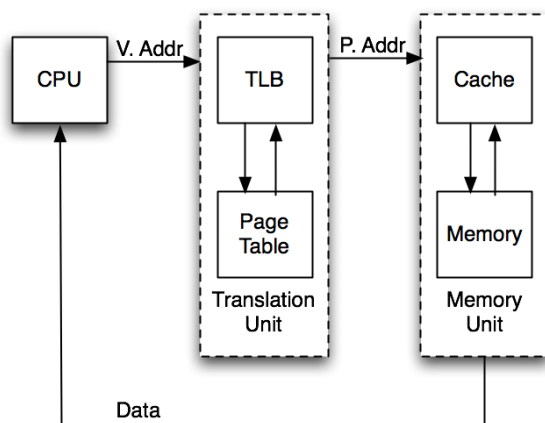 V. Addr
P. Addr
CPU
TLB
Cache
Page
Table
Memory
Translation
Unit
Memory
Unit
Data